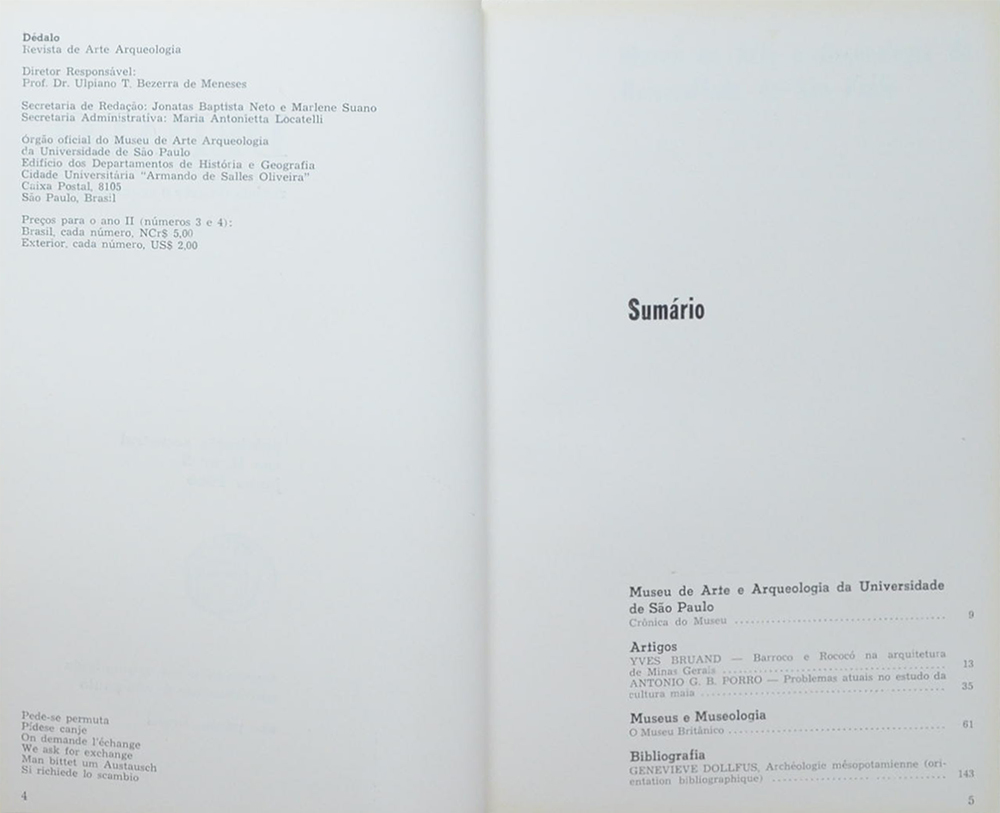 Dédalo
Revista de Arte Arqueologia
Diretor Responsável:
Prof. Dr. Ulpiano T. Bezerra de Meneses
Secretaria de Redação: Jonatas Baptista Neto e Marlene Suano
Secretaria Administrativa: Maria Antonietta Locatelli
Órgão oficial do Museu de Arte Arqueologia
da Universidade de São Paulo
Edifício dos Departamentos de História e Geografia
Cidade Universitária "Armando de Salles Oliveira"
Caixa Postal, 8105
São Paulo, Brasil
Preços para o ano II (números 3 e 4):
Brasil, cada número, NCr$ 5,00
Exterior, cada número, US$ 2,00
Pede-se permuta
Pídese canje
On demande l'échange
We ask for exchange
Man bittet um Austausch
Si richiede lo scambio
4
Sumário
Museu de Arte e Arqueologia da Universidade
de São Paulo
Crônica do Museu ........................................ 9
Artigos
YVES BRUAND — Barroco e Rococó na arquitetura
de Minas Gerais ........................................ 13
ANTONIO G. B. PORRO — Problemas atuais no estudo da
cultura maia ........................................ 35
Museus e Museologia
O Museu Britânico ........................................ 61
Bibliografia
GENEVIEVE DOLLFUS, Archéologie mésopotamienne (ori-
entation bibliographique) ............................ 143
5